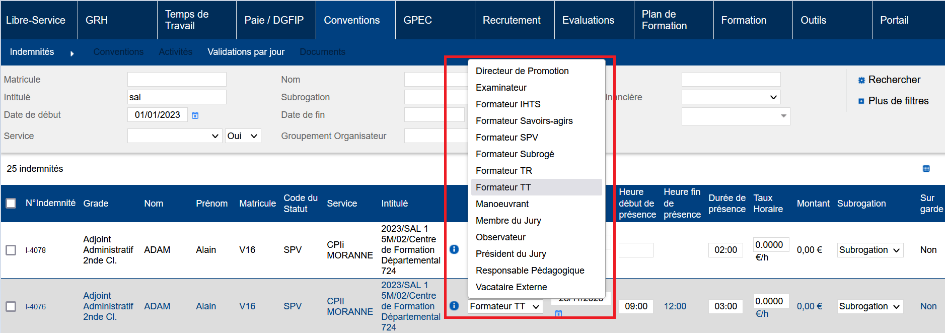 Libre-Service GRH Temps de Travail Paie / DGFIP Conventions GPEC Recrutement Evaluations Plan de Formation Formation Outils Portail
Indemnités Conventions Activités Validations par jour Documents
Matricule Nom
Intitulé sal Subrogation nancière
Date de début 01/01/2023 Date de fin
Service Oui Groupement Organisateur
Rechercher
Plus de filtres
Directeur de Promotion
Examinateur
Formateur IHTS
Formateur Savoirs-agirs
Formateur SPV
Formateur Subrogè
Formateur TR
Formateur TT
Manoeuvrant
Membre du Jury
Observateur
Président du Jury
Responsable Pédagogique
Vacataire Externe
25 indemnités
N°Indemnité Grade Nom Prénom Matricule Code du Statut Service Intitulé Heure début de présence Heure fin de présence Durée de présence Taux Horaire Montant Subrogation Sur garde
I-4078 Adjoint Administratif 2nde Cl. ADAM Alain V16 SPV CPIi MORANNE 2023/SAL 1 5M/02/Centre de Formation Départemental 724 02:00 0.0000 €/h 0,00 € Subrogation Non
I-4076 Adjoint Administratif 2nde Cl. ADAM Alain V16 SPV CPII MORANNE 2023/SAL 1 5M/02/Centre de Formation Départemental 724 Formateur TT 09:00 12:00 03:00 0.0000 €/h 0,00 € Subrogation Non